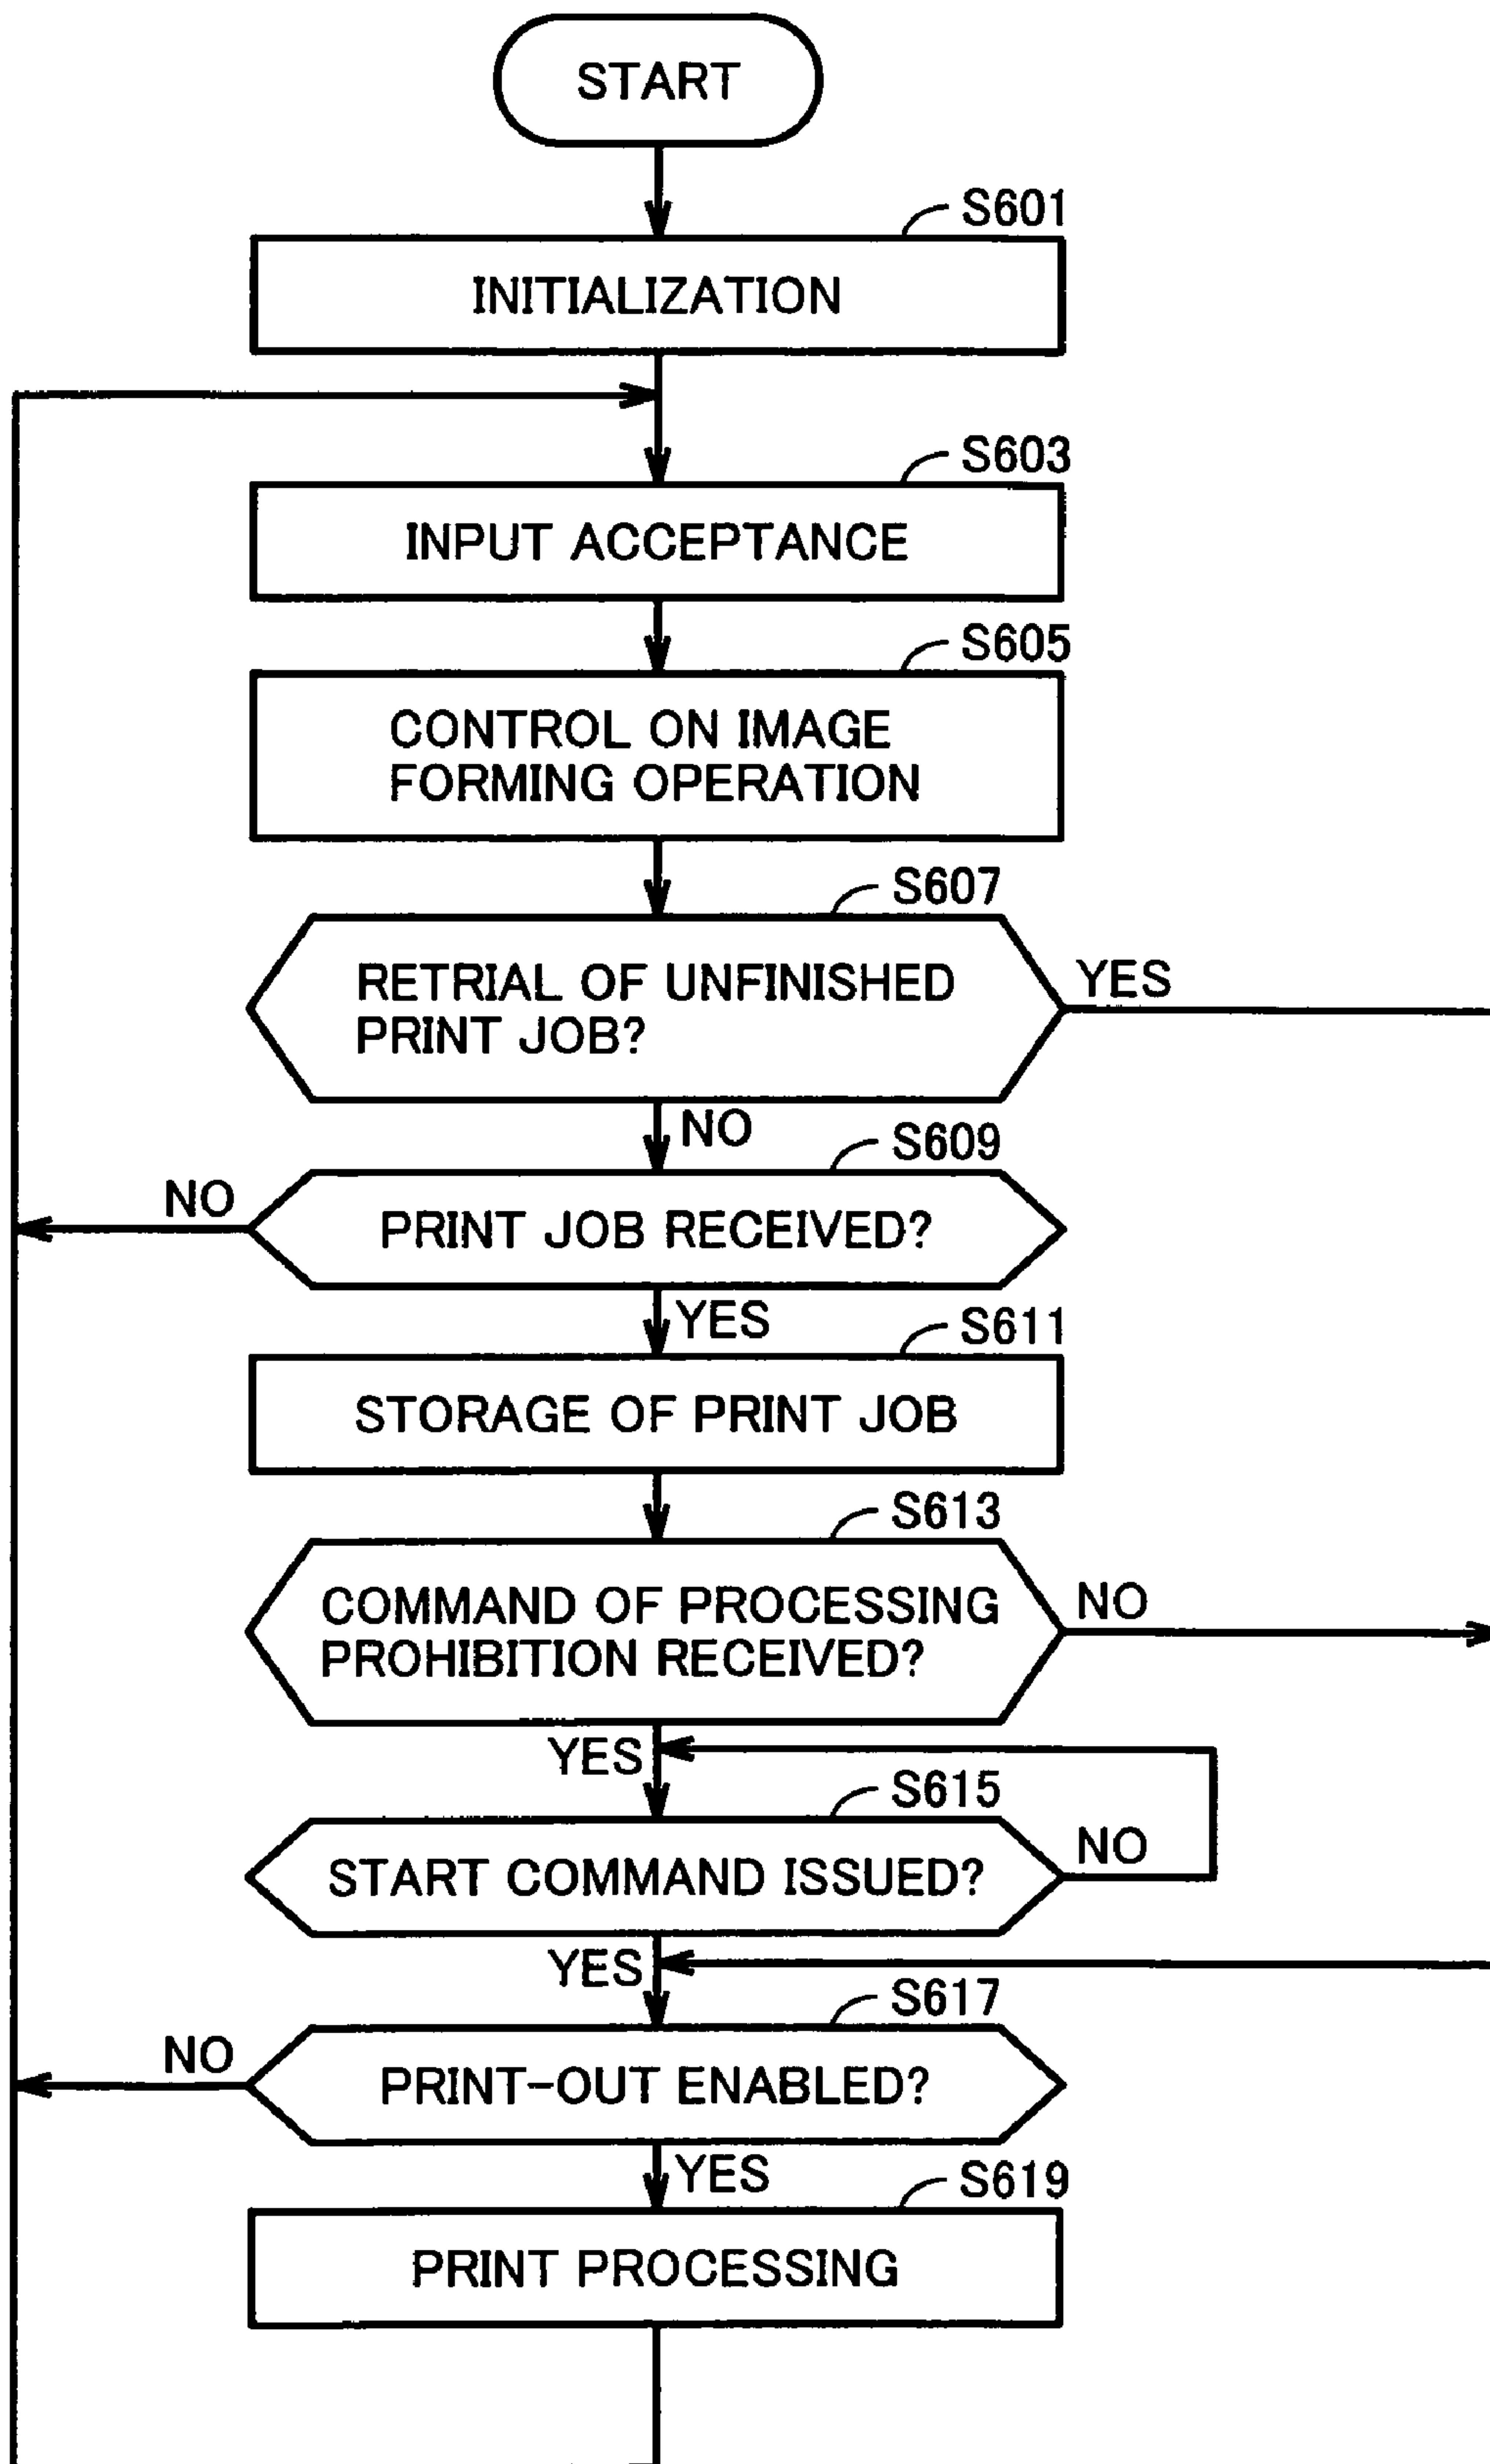 START
S601
INITIALIZATION
S603
INPUT ACCEPTANCE
S605
CONTROL ON IMAGE
FORMING OPERATION
S607
RETRIAL OF UNFINISHED
PRINT JOB?
YES
NO
S609
NO
PRINT JOB RECEIVED?
YES
S611
STORAGE OF PRINT JOB
S613
COMMAND OF PROCESSING
PROHIBITION RECEIVED?
NO
YES
S615
START COMMAND ISSUED?
NO
YES
S617
NO
PRINT-OUT ENABLED?
YES
S619
PRINT PROCESSING